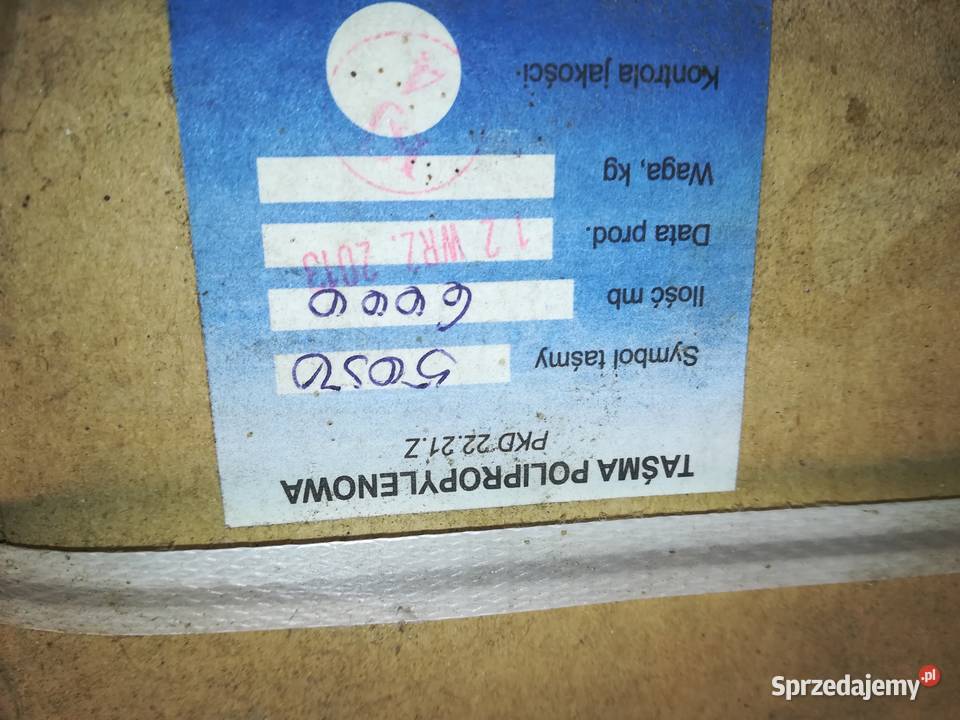 TAŚMA POLIPROPYLENOWA
PKD 22.21.Z
Symbol taśmy 5050
Ilość mb 6000
Data prod. 12 WRZ. 2013
Waga, kg
Kontrola jakości
Sprzedajemy.pl